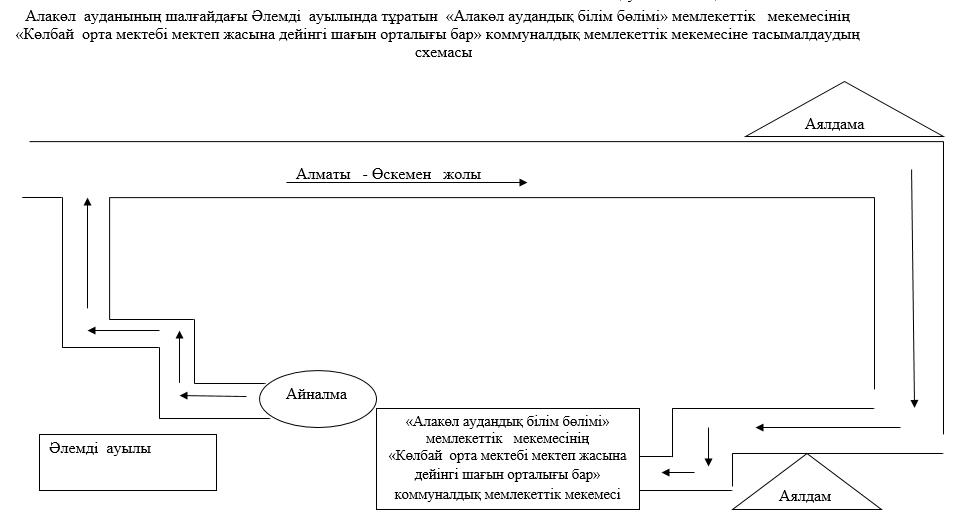 Алакөл ауданының шалғайдағы Әлемді ауылында тұратын «Алакөл аудандық білім бөлімі» мемлекеттік мекемесінің
«Көлбай орта мектебі мектеп жасына дейінгі шағын орталығы бар» коммуналдық мемлекеттік мекемесіне тасымалдаудың
схемасы
Аялдама
Алматы - Өскемен жолы
Айналма
«Алакөл аудандық білім бөлімі»
мемлекеттік мекемесінің
«Көлбай орта мектебі мектеп жасына
дейінгі шағын орталығы бар»
коммуналдық мемлекеттік мекемесі
Әлемді ауылы
Аялдам